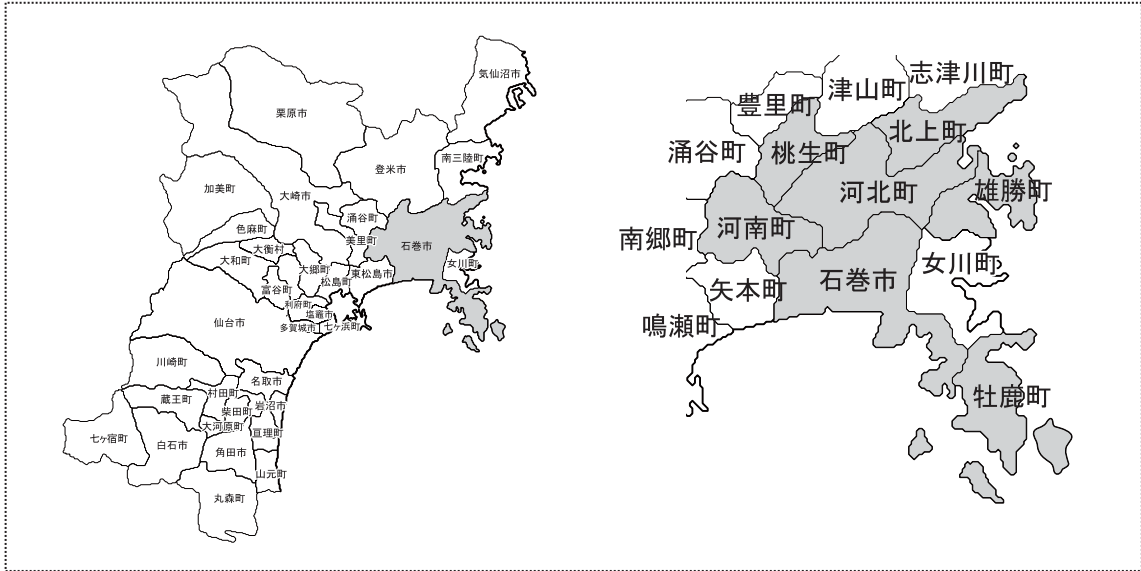 気仙沼市
栗原市
南三陸町
登米市
加美町
大崎市
涌谷町
色麻町
美里町
石巻市
大衡村
大和町
大郷町
東松島市
女川町
松島町
富谷町
利府町
塩竈市
仙台市
多賀城市
七ヶ浜町
川崎町
名取市
村田町
蔵王町
柴田町
岩沼市
大河原町
亘理町
七ヶ宿町
白石市
角田市
山元町
丸森町
志津川町
津山町
豊里町
北上町
涌谷町
桃生町
河北町
雄勝町
河南町
南郷町
女川町
石巻市
矢本町
鳴瀬町
牡鹿町